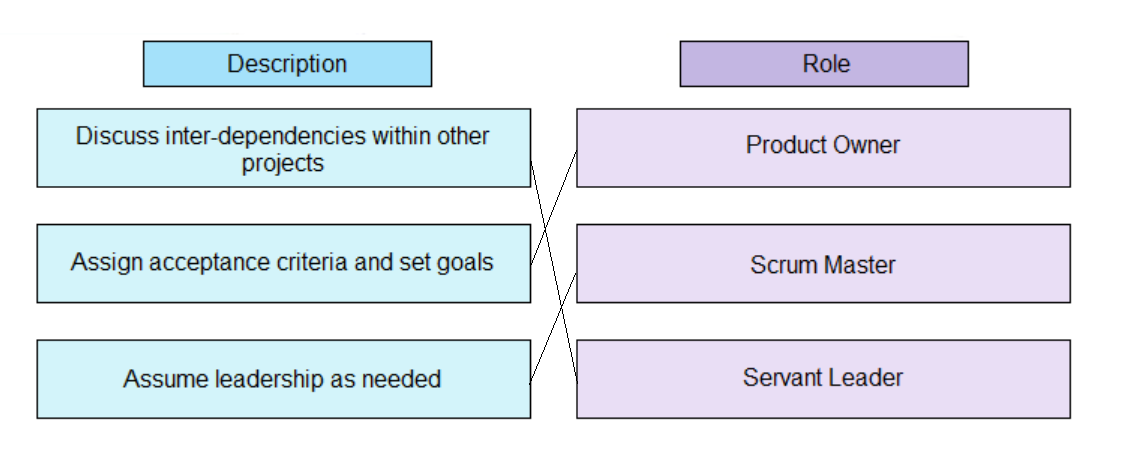 Description
Role
Discuss inter-dependencies within other
projects
Product Owner
Assign acceptance criteria and set goals
Scrum Master
Assume leadership as needed
Servant Leader